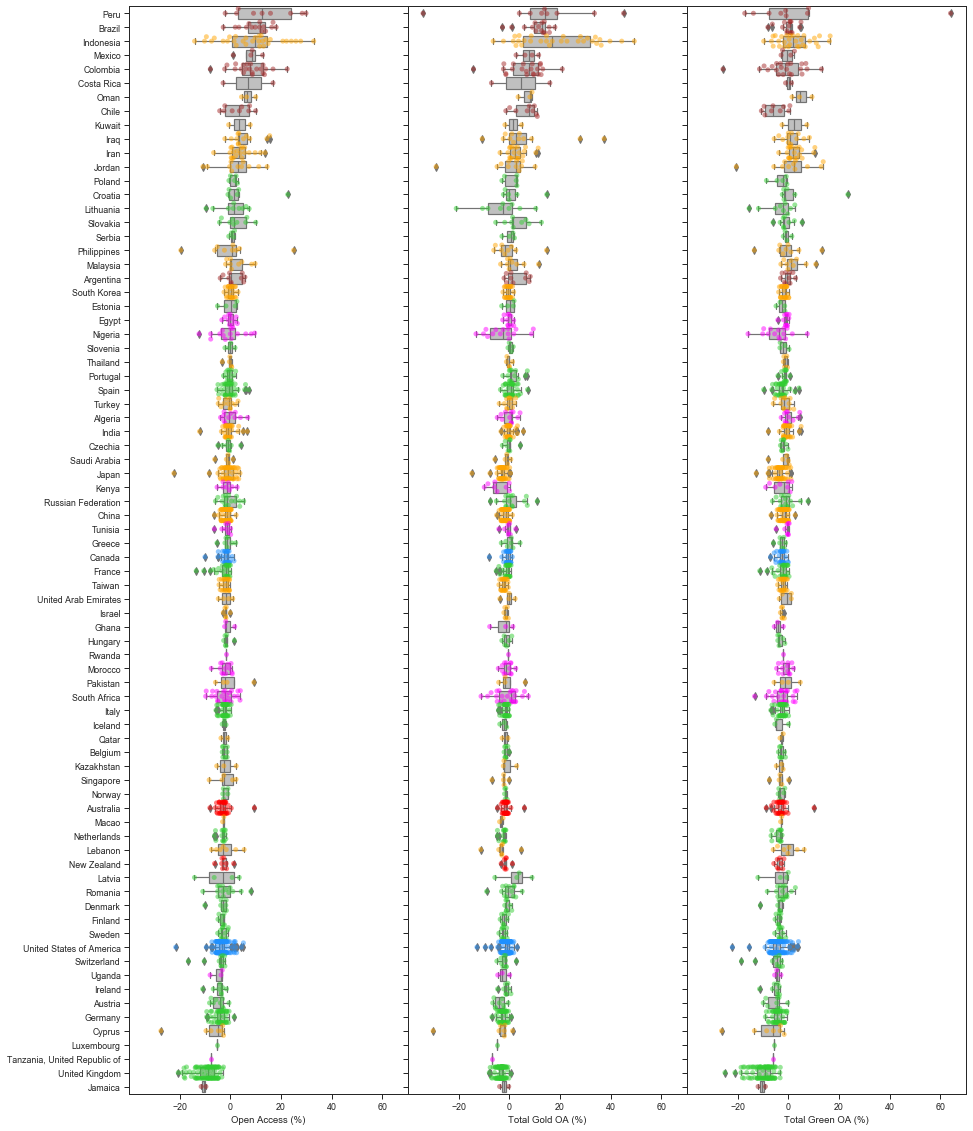 Peru
Brazil
Indonesia
Mexico
Colombia
Costa Rica
Oman
Chile
Kuwait
Iraq
Iran
Jordan
Poland
Croatia
Lithuania
Slovakia
Serbia
Philippines
Malaysia
Argentina
South Korea
Estonia
Egypt
Nigeria
Slovenia
Thailand
Portugal
Spain
Turkey
Algeria
India
Czechia
Saudi Arabia
Japan
Kenya
Russian Federation
China
Tunisia
Greece
Canada
France
Taiwan
United Arab Emirates
Israel
Ghana
Hungary
Rwanda
Morocco
Pakistan
South Africa
Italy
Iceland
Qatar
Belgium
Kazakhstan
Singapore
Norway
Australia
Macao
Netherlands
Lebanon
New Zealand
Latvia
Romania
Denmark
Finland
Sweden
United States of America
Switzerland
Uganda
Ireland
Austria
Germany
Cyprus
Luxembourg
Tanzania, United Republic of
United Kingdom
Jamaica
−20 0 20 40 60 −20 0 20 40 60 −20 0 20 40 60
Open Access (%) Total Gold OA (%) Total Green OA (%)